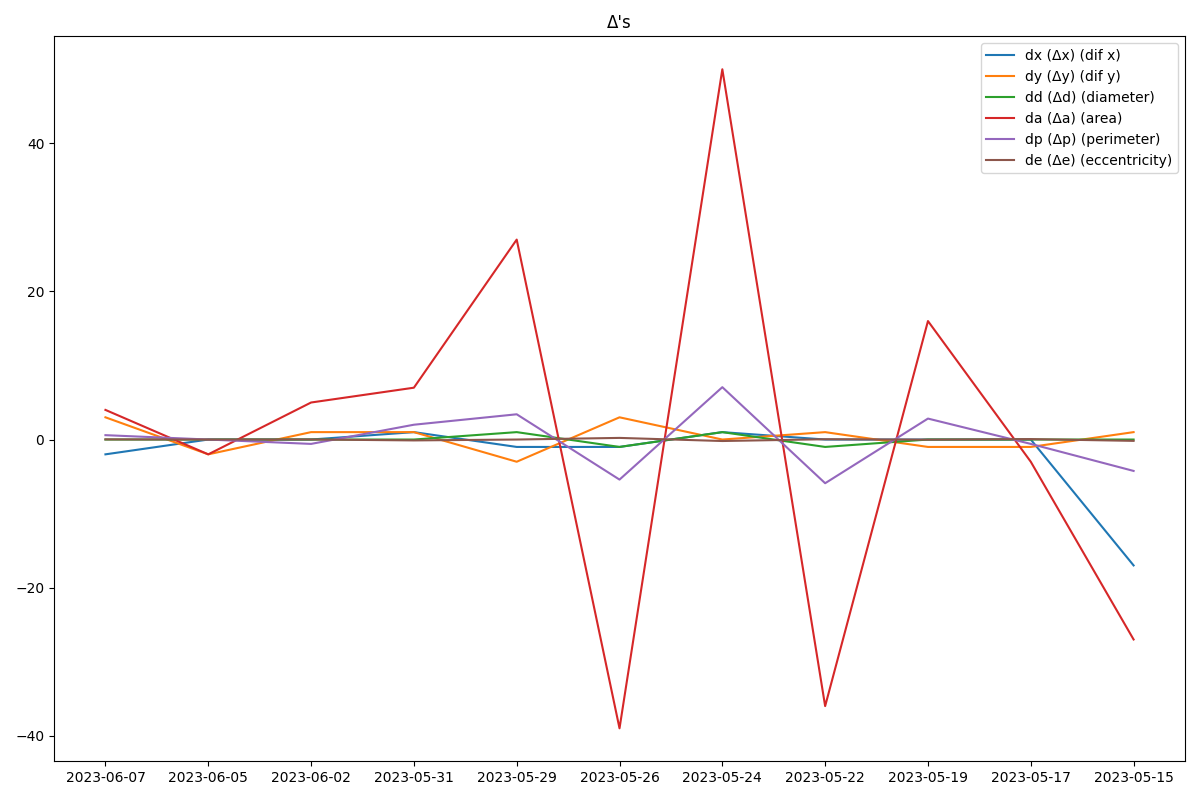 Δ's
dx (Δx) (dif x)
dy (Δy) (dif y)
dd (Δd) (diameter)
da (Δa) (area)
dp (Δp) (perimeter)
de (Δe) (eccentricity)
40
20
0
−20
−40
2023-06-07 2023-06-05 2023-06-02 2023-05-31 2023-05-29 2023-05-26 2023-05-24 2023-05-22 2023-05-19 2023-05-17 2023-05-15